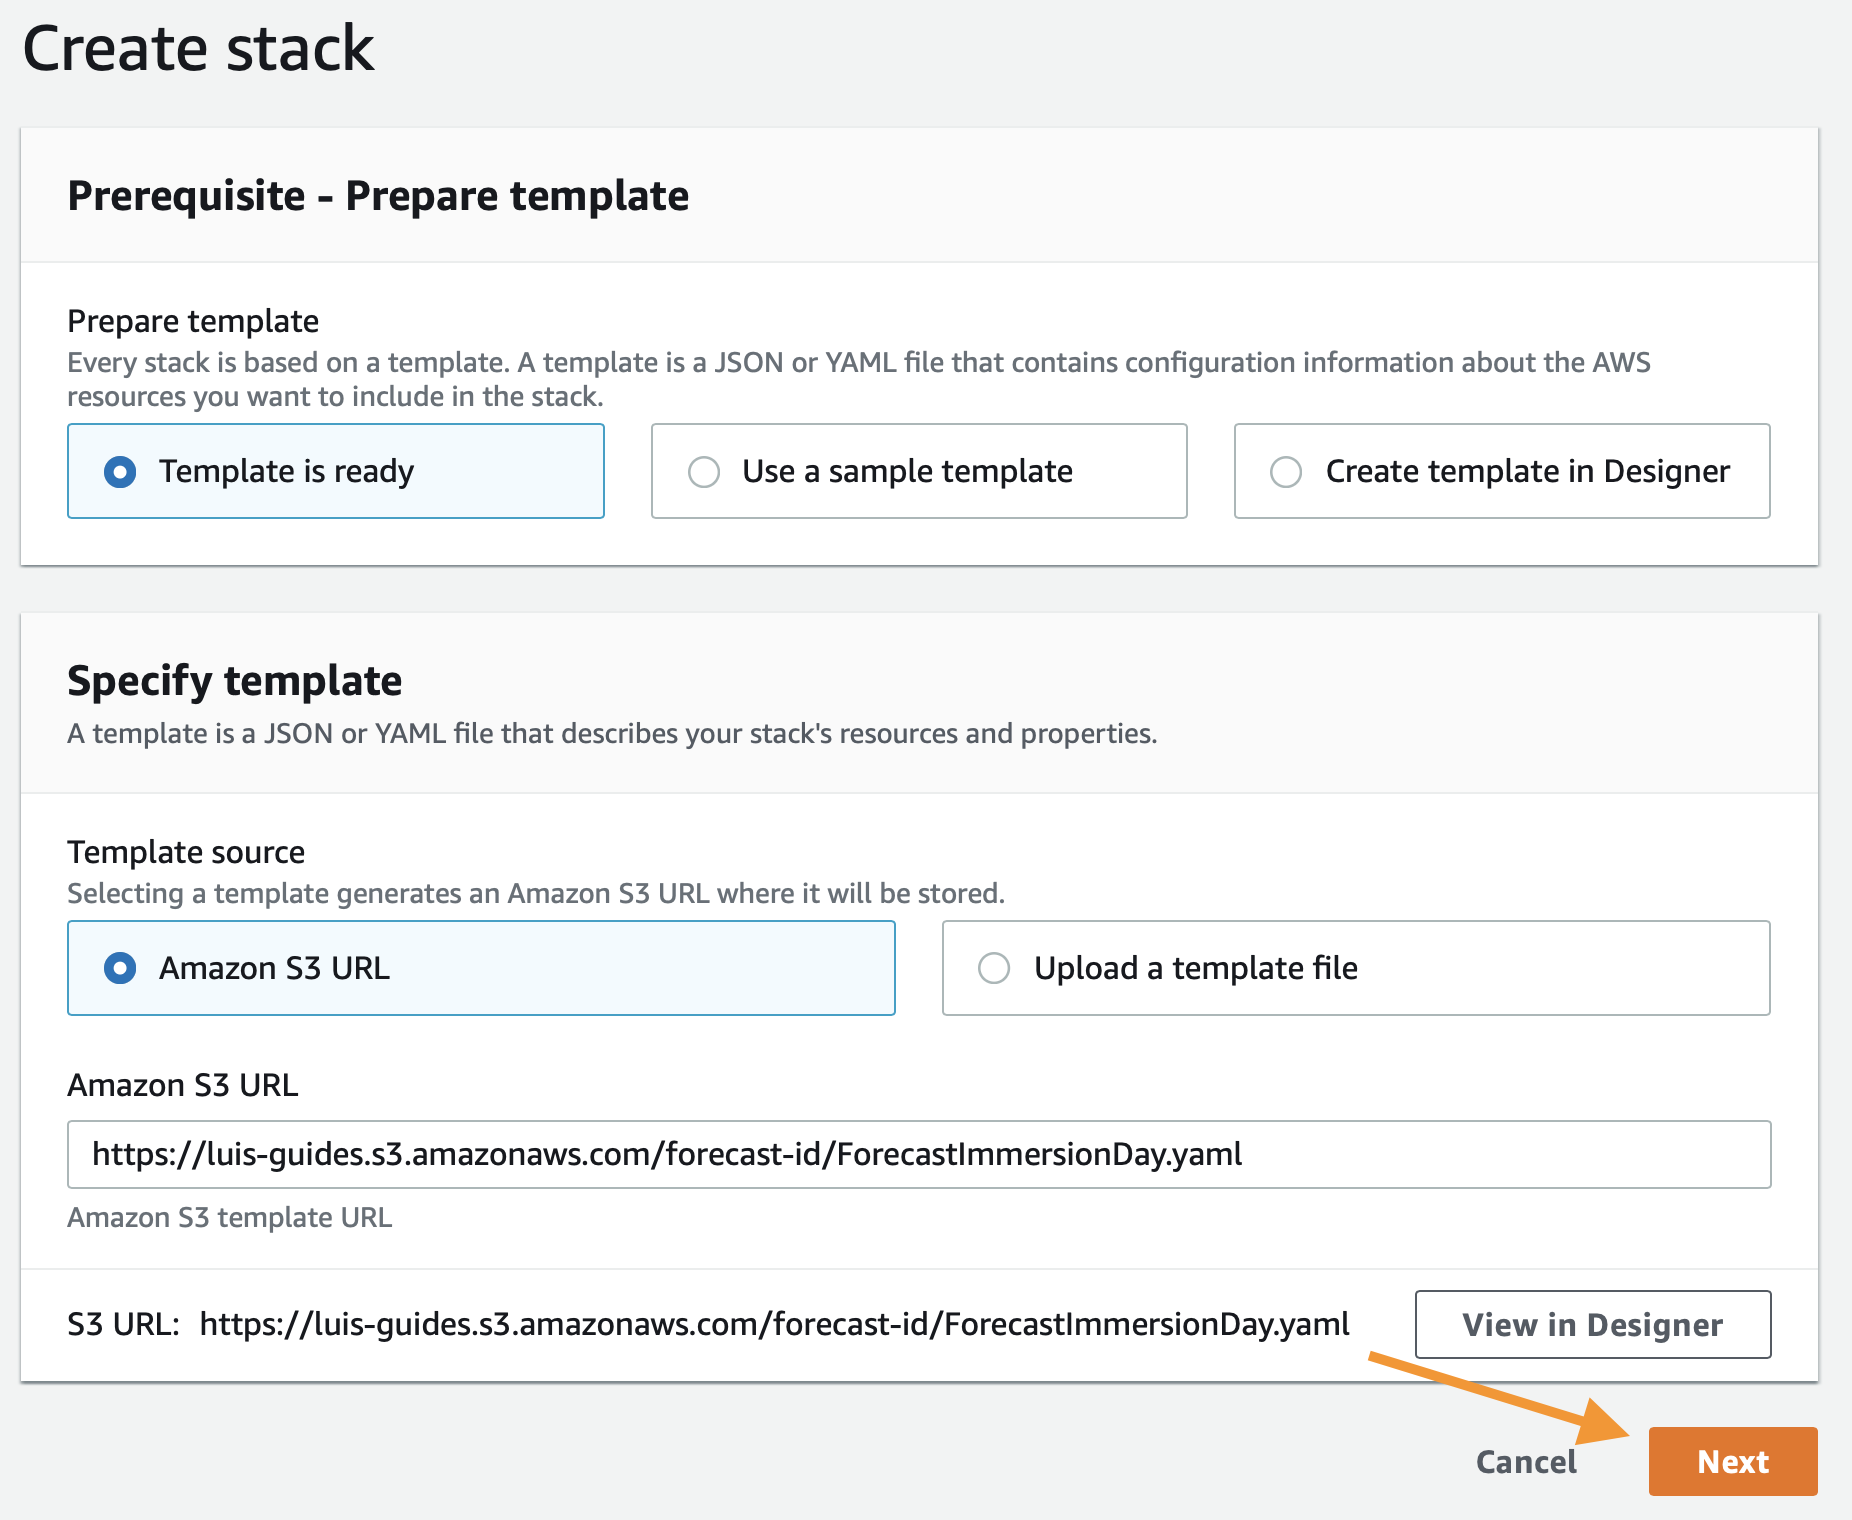 Create stack
Prerequisite - Prepare template
Prepare template
Every stack is based on a template. A template is a JSON or YAML file that contains configuration information about the AWS
resources you want to include in the stack.
Template is ready
Use a sample template
Create template in Designer
Specify template
A template is a JSON or YAML file that describes your stack's resources and properties.
Template source
Selecting a template generates an Amazon S3 URL where it will be stored.
Amazon S3 URL
Upload a template file
Amazon S3 URL
https://luis-guides.s3.amazonaws.com/forecast-id/ForecastImmersionDay.yaml
Amazon S3 template URL
S3 URL: https://luis-guides.s3.amazonaws.com/forecast-id/ForecastImmersionDay.yaml
View in Designer
Cancel
Next